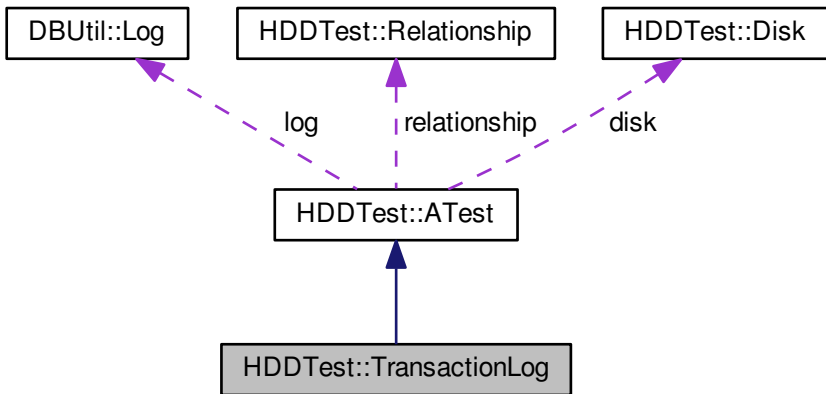 DBUtil::Log
HDDTest::Relationship
HDDTest::Disk
log
relationship
disk
HDDTest::ATest
HDDTest::TransactionLog